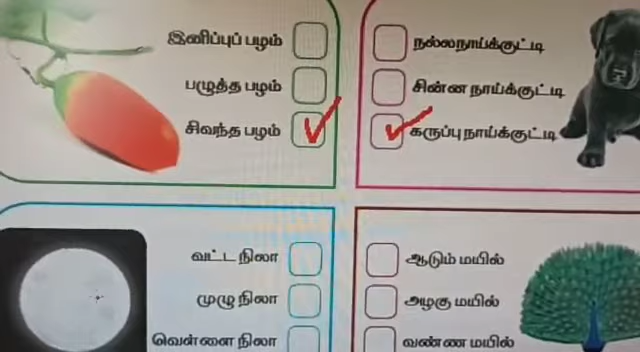 இனிப்புப் பழம்
பழுத்த பழம்
சிவந்த பழம்
நல்லநாய்க்குட்டி
சின்ன நாய்க்குட்டி
கருப்பு நாய்க்குட்டி
வட்ட நிலா
முழு நிலா
வெள்ளை நிலா
ஆடும் மயில்
அழகு மயில்
வண்ண மயில்